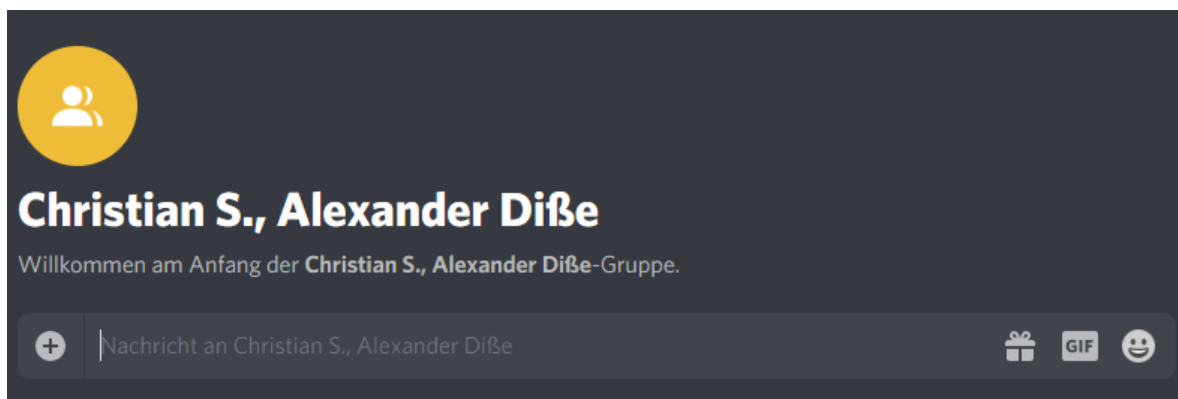 Christian S., Alexander Diße
Willkommen am Anfang der Christian S., Alexander Diße-Gruppe.
Nachricht an Christian S., Alexander Diße
GIF